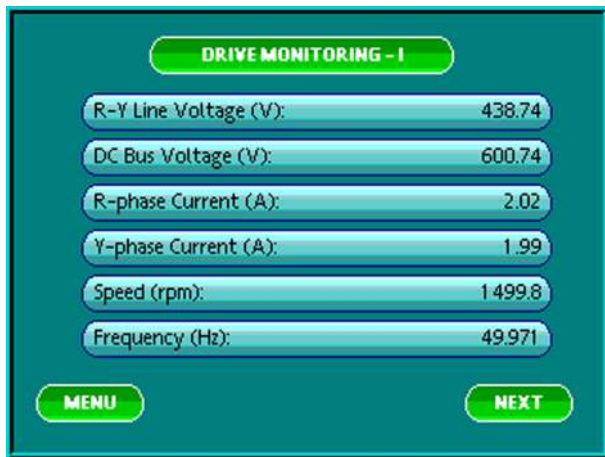 DRIVE MONITORING - I
R-Y Line Voltage (V): 438.74
DC Bus Voltage (V): 600.74
R-phase Current (A): 2.02
Y-phase Current (A): 1.99
Speed (rpm): 1499.8
Frequency (Hz): 49.971
MENU NEXT